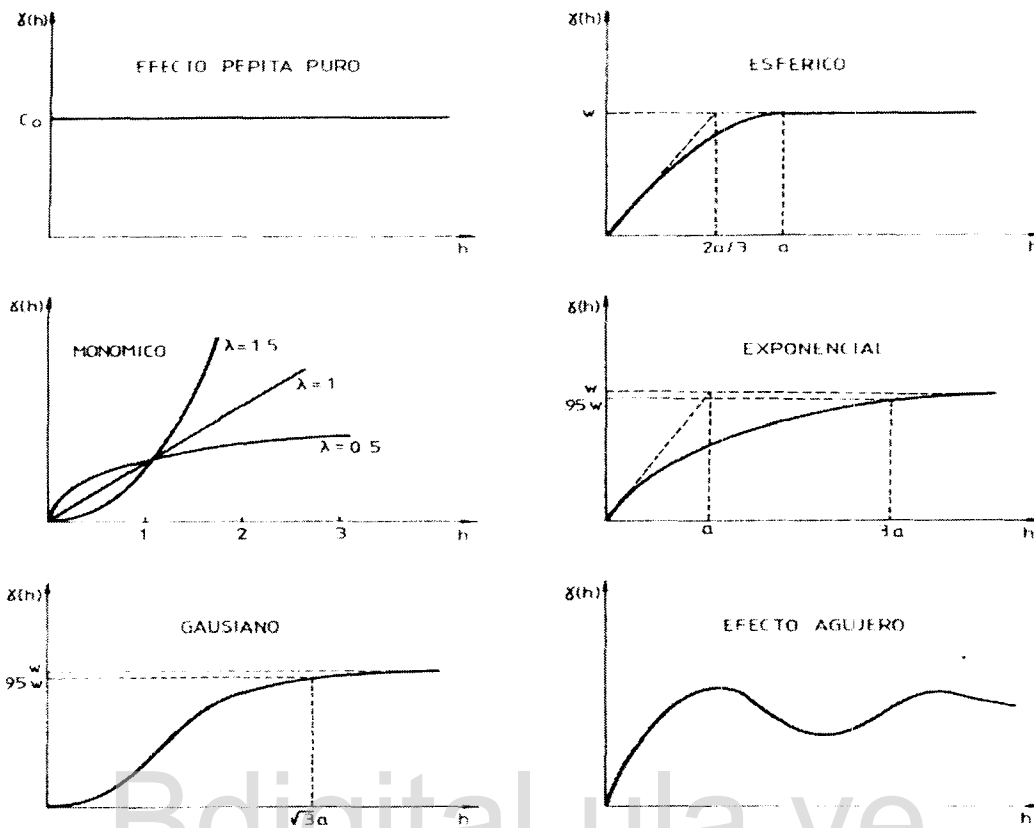 γ(h)
EFECTO PEPITA PURO
C₀
h
γ(h)
ESFERICO
w
2a/3
a
h
γ(h)
MONOMICO
λ=1.5
λ=1
λ=0.5
1
2
3
h
γ(h)
EXPONENCIAL
w
95 w
a
3a
h
γ(h)
GAUSIANO
w
95 w
√3a
h
γ(h)
EFECTO AGUJERO
h
Bdigital.ula.ve